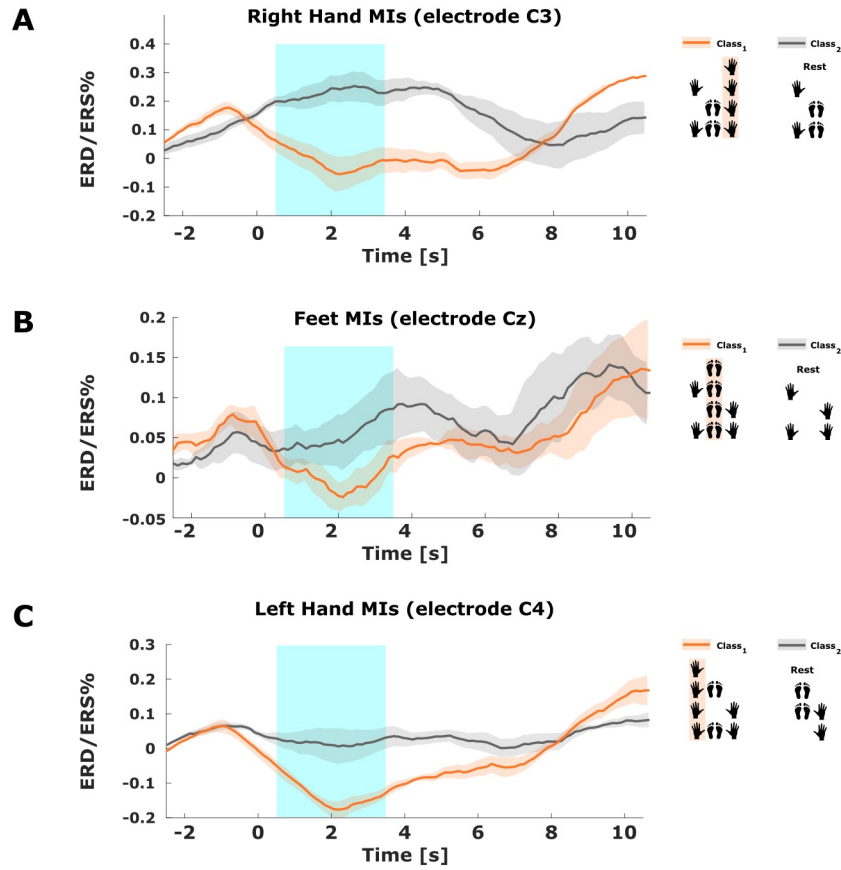 A
Right Hand MIs (electrode C3)
ERD/ERS%
0.4
0.3
0.2
0.1
0
-0.1
-0.2
-2 0 2 4 6 8 10
Time [s]
Class1 Class2
Rest
B
Feet MIs (electrode Cz)
ERD/ERS%
0.2
0.15
0.1
0.05
0
-0.05
-2 0 2 4 6 8 10
Time [s]
Class1 Class2
Rest
C
Left Hand MIs (electrode C4)
ERD/ERS%
0.3
0.2
0.1
0
-0.1
-0.2
-2 0 2 4 6 8 10
Time [s]
Class1 Class2
Rest